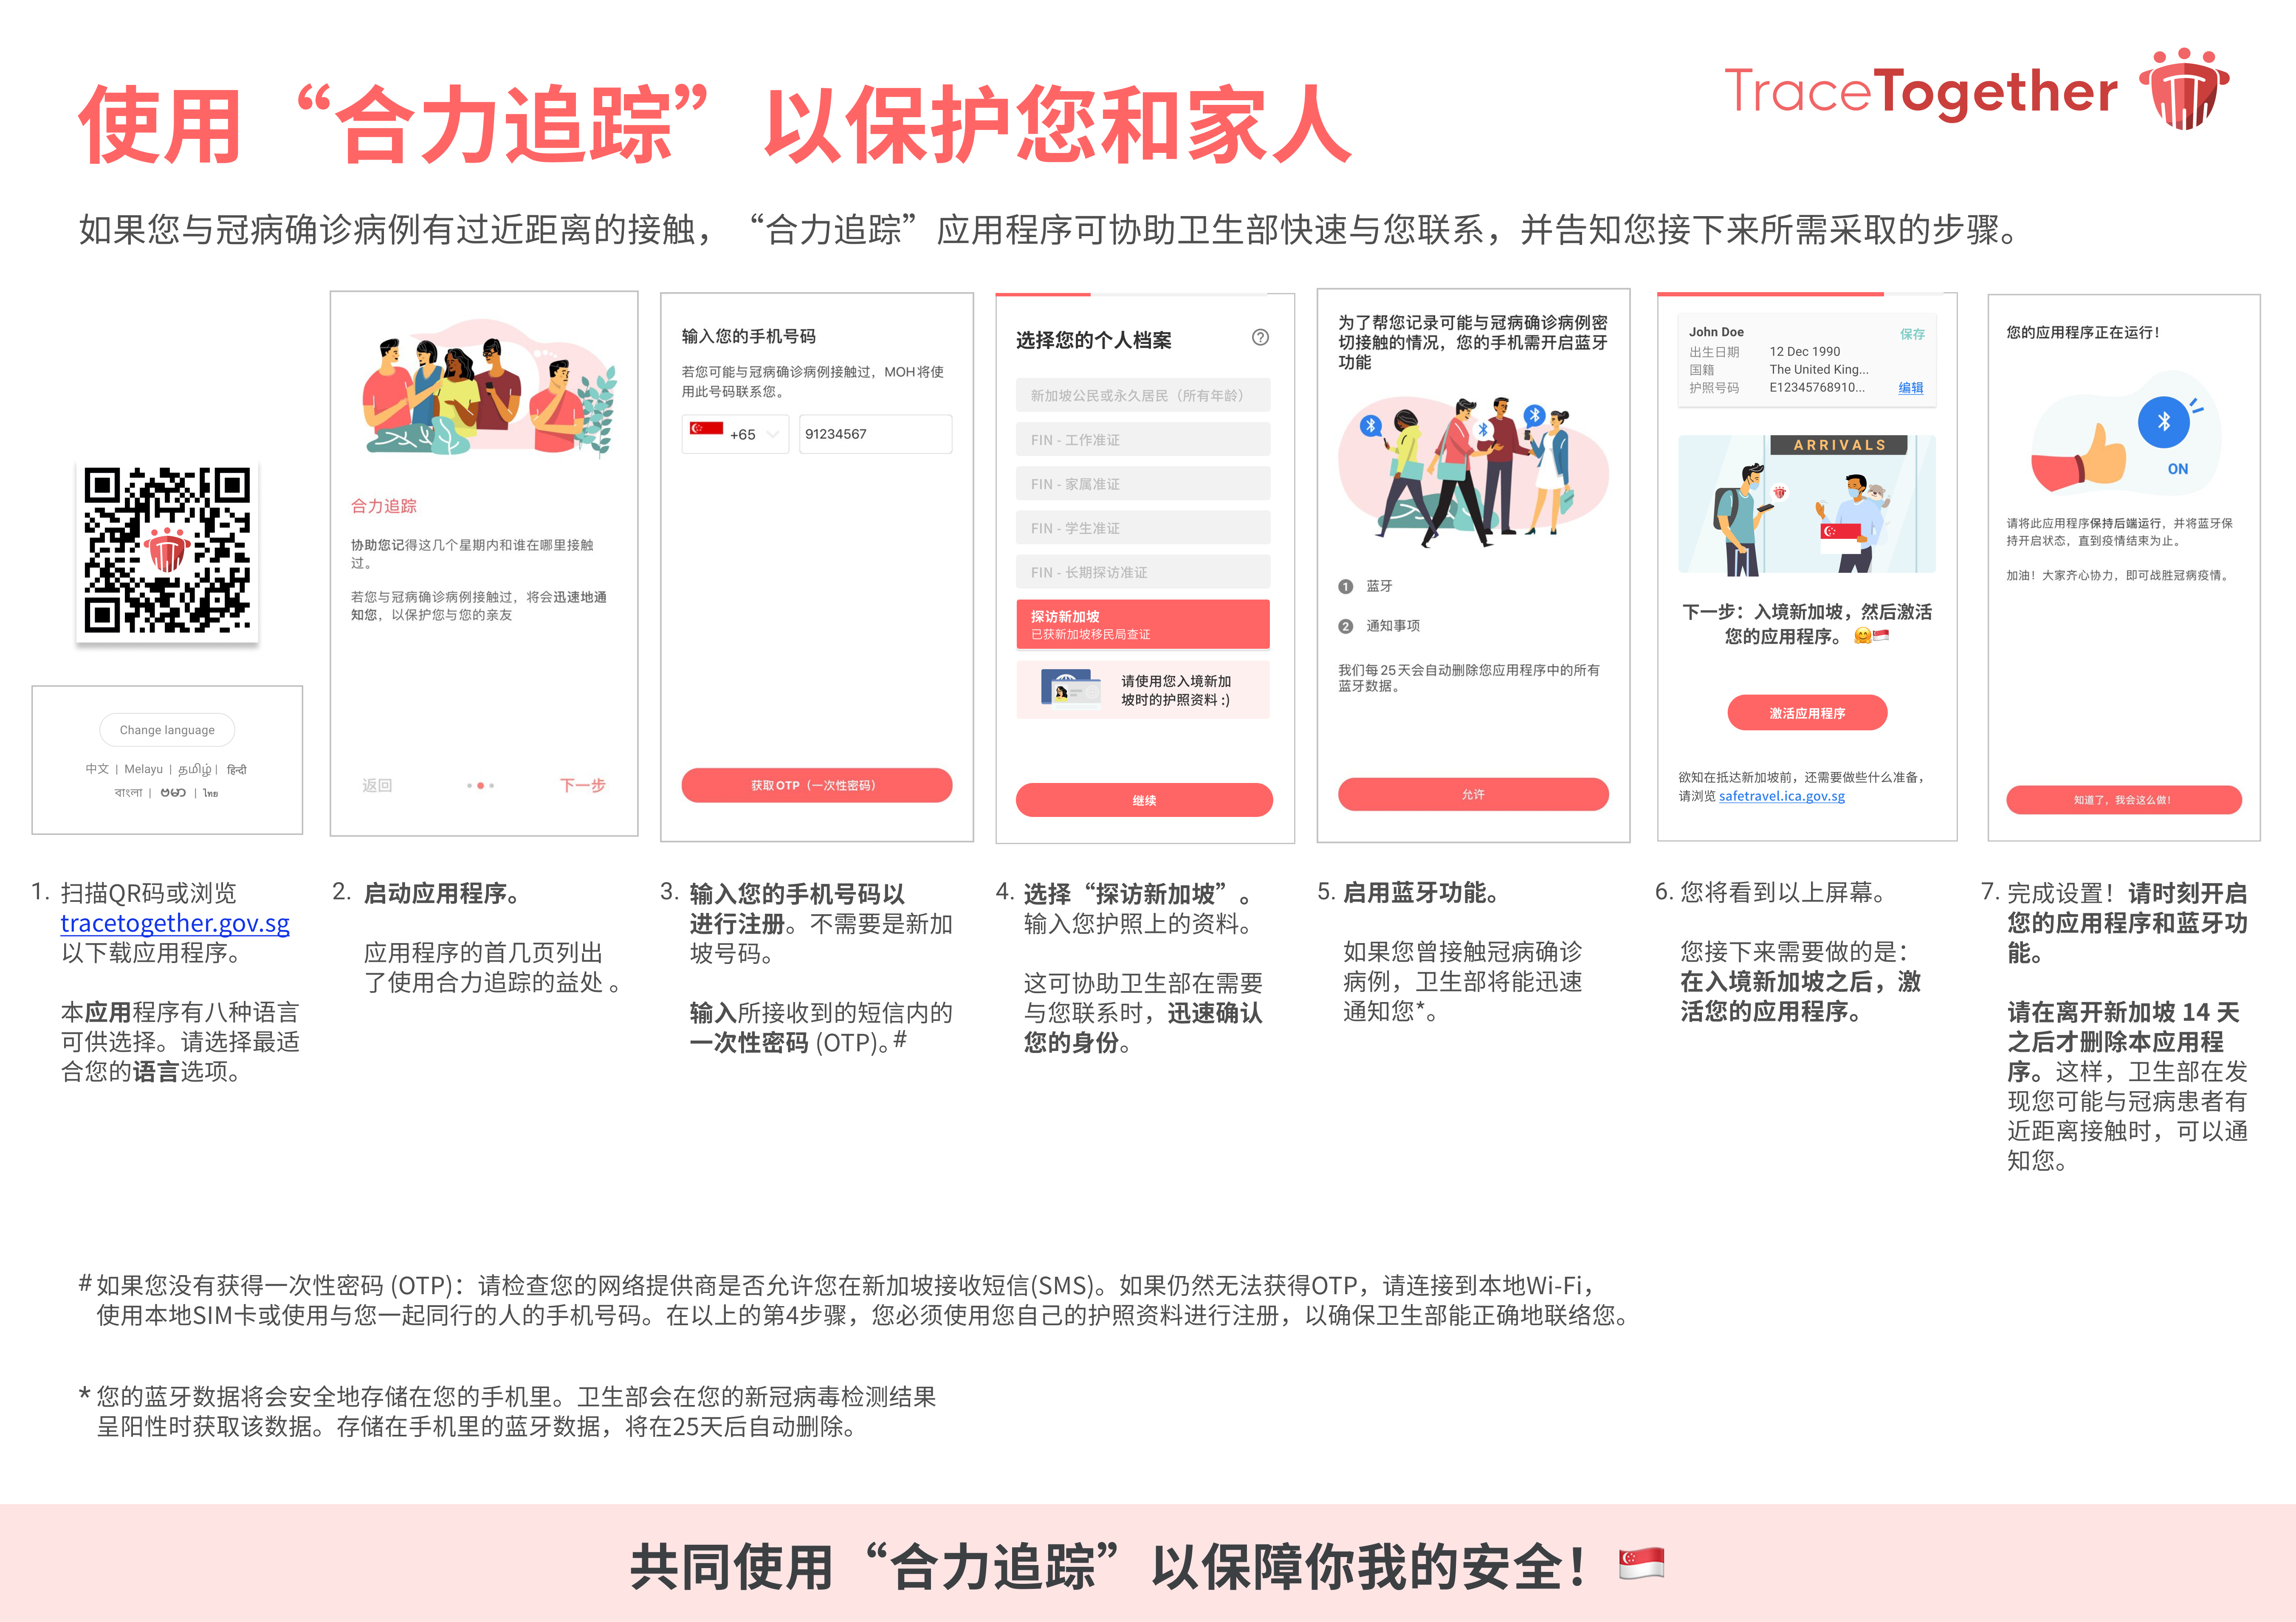 使用“合力追踪”以保护您和家人
TraceTogether
如果您与冠病确诊病例有过近距离的接触，“合力追踪”应用程序可协助卫生部快速与您联系，并告知您接下来所需采取的步骤。
Change language
中文 | Melayu | தமிழ் | हिन्दी
বাংলা | ဗမာ | ไทย
合力追踪
协助您记得这几个星期内和谁在哪里接触
过。
若您与冠病确诊病例接触过，将会迅速地通
知您，以保护您与您的亲友
返回
下一步
输入您的手机号码
若您可能与冠病确诊病例接触过，MOH将使
用此号码联系您。
+65
91234567
获取OTP（一次性密码）
选择您的个人档案
?
新加坡公民或永久居民（所有年龄）
FIN - 工作准证
FIN - 家属准证
FIN - 学生准证
FIN - 长期探访准证
探访新加坡
已获新加坡移民局查证
请使用您入境新加
坡时的护照资料 :)
继续
为了帮您记录可能与冠病确诊病例密
切接触的情况，您的手机需开启蓝牙
功能
1 蓝牙
2 通知事项
我们每25天会自动删除您应用程序中的所有
蓝牙数据。
允许
John Doe
保存
出生日期 12 Dec 1990
国籍 The United King...
护照号码 E12345768910...
编辑
ARRIVALS
下一步：入境新加坡，然后激活
您的应用程序。🤗🇸🇬
激活应用程序
欲知在抵达新加坡前，还需要做些什么准备，
请浏览 safetravel.ica.gov.sg
您的应用程序正在运行！
ON
请将此应用程序保持后端运行，并将蓝牙保
持开启状态，直到疫情结束为止。
加油！大家齐心协力，即可战胜冠病疫情。
知道了，我会这么做！
1. 扫描QR码或浏览
tracetogether.gov.sg
以下载应用程序。
本应用程序有八种语言
可供选择。请选择最适
合您的语言选项。
2. 启动应用程序。
应用程序的首几页列出
了使用合力追踪的益处 。
3. 输入您的手机号码以
进行注册。不需要是新加
坡号码。
输入所接收到的短信内的
一次性密码 (OTP)。#
4. 选择“探访新加坡”。
输入您护照上的资料。
这可协助卫生部在需要
与您联系时，迅速确认
您的身份。
5. 启用蓝牙功能。
如果您曾接触冠病确诊
病例，卫生部将能迅速
通知您*。
6. 您将看到以上屏幕。
您接下来需要做的是：
在入境新加坡之后，激
活您的应用程序。
7. 完成设置！请时刻开启
您的应用程序和蓝牙功
能。
请在离开新加坡 14 天
之后才删除本应用程
序。这样，卫生部在发
现您可能与冠病患者有
近距离接触时，可以通
知您。
# 如果您没有获得一次性密码 (OTP)：请检查您的网络提供商是否允许您在新加坡接收短信(SMS)。如果仍然无法获得OTP，请连接到本地Wi-Fi，
使用本地SIM卡或使用与您一起同行的人的手机号码。在以上的第4步骤，您必须使用您自己的护照资料进行注册，以确保卫生部能正确地联络您。
* 您的蓝牙数据将会安全地存储在您的手机里。卫生部会在您的新冠病毒检测结果
呈阳性时获取该数据。存储在手机里的蓝牙数据，将在25天后自动删除。
共同使用“合力追踪”以保障你我的安全！🇸🇬